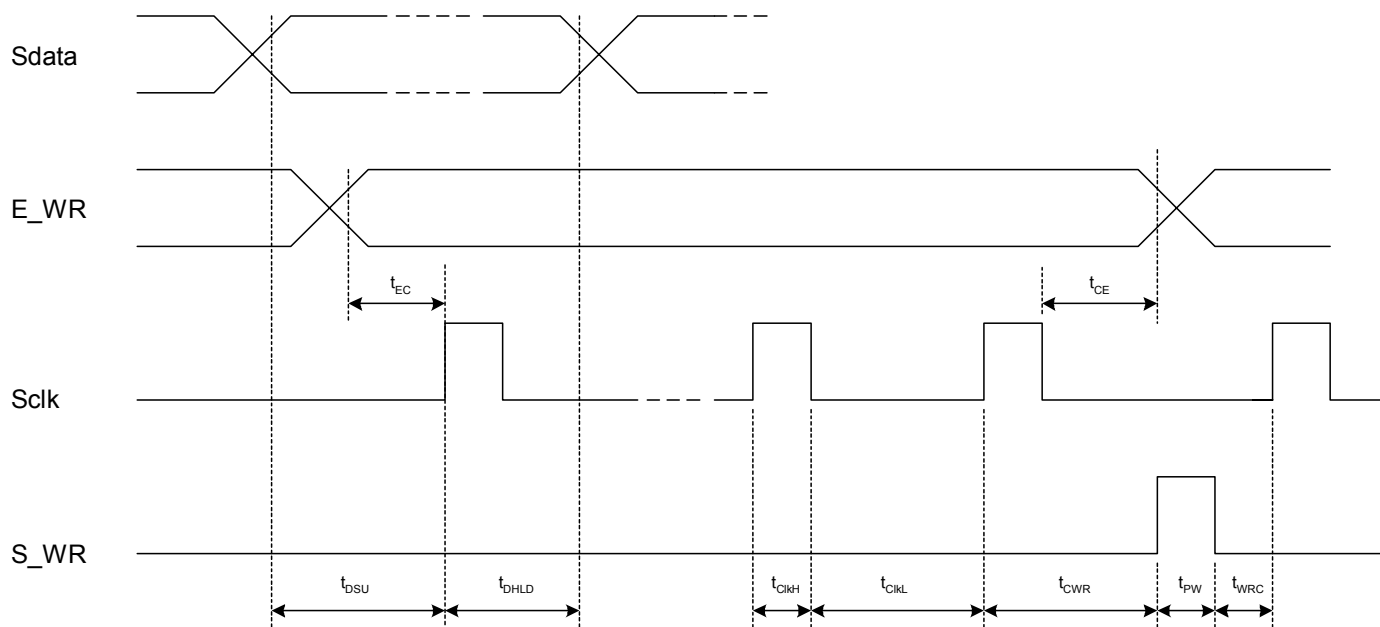 Sdata
E_WR
tEC
tCE
Sclk
S_WR
tDSU
tDHLD
tClkH
tClkL
tCWR
tPW
tWRC